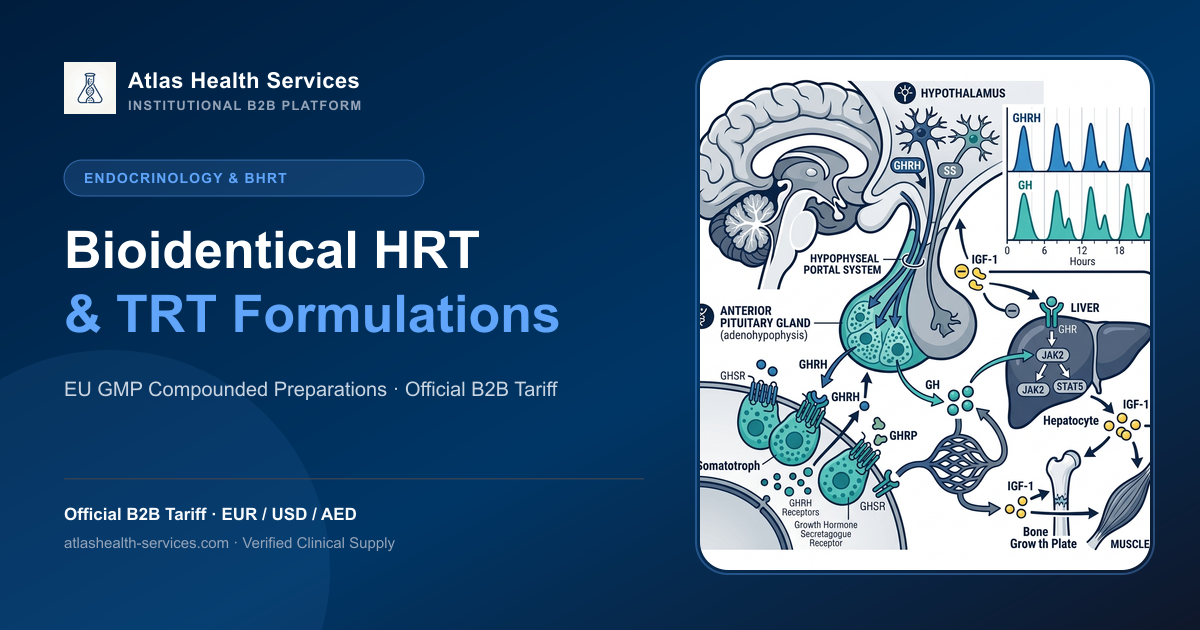 Atlas Health Services
INSTITUTIONAL B2B PLATFORM
ENDOCRINOLOGY & BHRT
Bioidentical HRT
& TRT Formulations
EU GMP Compounded Preparations · Official B2B Tariff
Official B2B Tariff · EUR / USD / AED
atlashealth-services.com · Verified Clinical Supply
HYPOTHALAMUS
GHRH
SS
GHRH
GH
0 6 12 18
Hours
HYPOPHYSEAL
PORTAL SYSTEM
IGF-1
ANTERIOR
PITUITARY GLAND
(adenohypophysis)
LIVER
GHR
JAK2
JAK2
STAT5
GHRH
GHSR
GHRH
GH
GHRP
Hepatocyte
IGF-1
Somatotroph
GHSR
GHRH
Receptors
Growth Hormone
Secretagogue
Receptor
IGF-1
Bone
Grow th Plate
MUSCLE